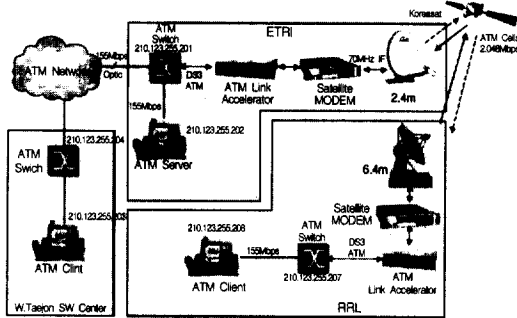 Koreasat
ATM Cells
2.048Mbps
ETRI
ATM
Switch
210.123.255.201
155Mbps
Optic
ATM Network
DS3
ATM
ATM Link
Accelerator
Satellite
MODEM
70MHz IF
2.4m
155Mbps
210.123.255.202
ATM Server
210.123.255.204
ATM
Swich
210.123.255.203
ATM Clint
W.Taejon SW Center
6.4m
Satellite
MODEM
210.123.255.208
ATM Client
155Mbps
ATM
Switch
210.123.255.207
DS3
ATM
ATM
Link Accelerator
RRL